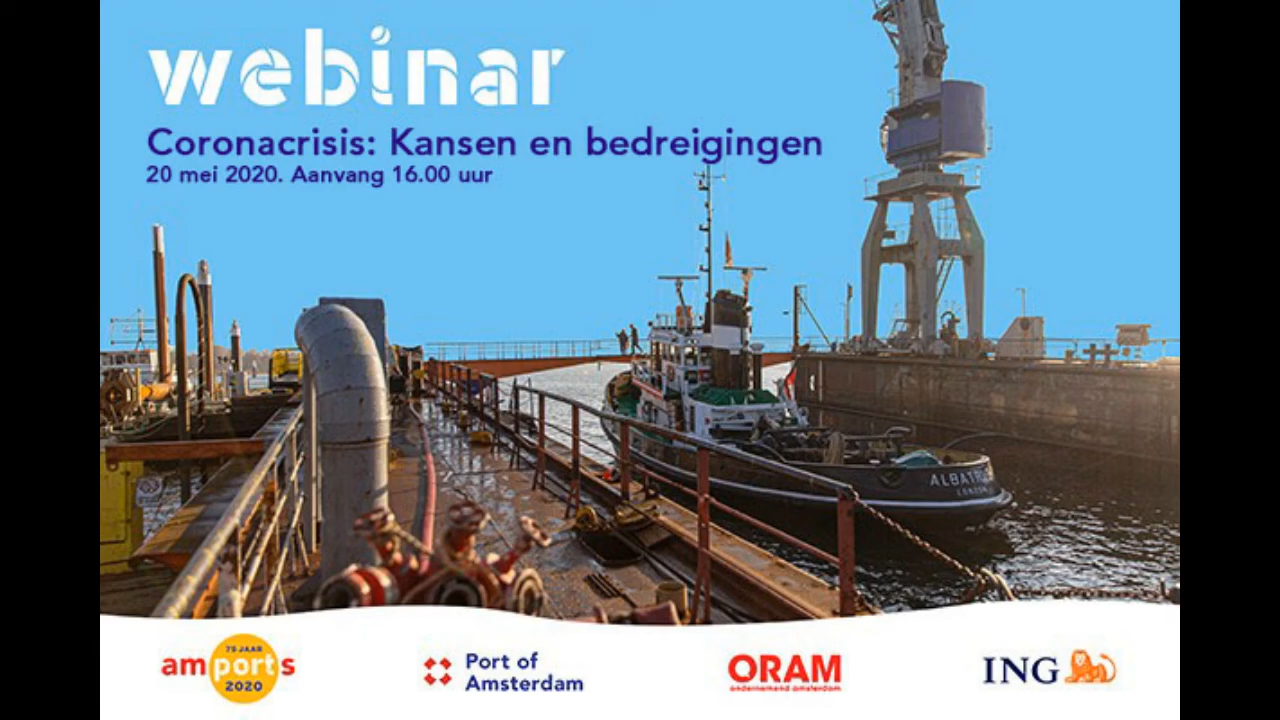 webinar
Coronacrisis: Kansen en bedreigingen
20 mei 2020. Aanvang 16.00 uur
75 JAAR
amports
2020
Port of
Amsterdam
ORAM
ondernemend amsterdam
ING